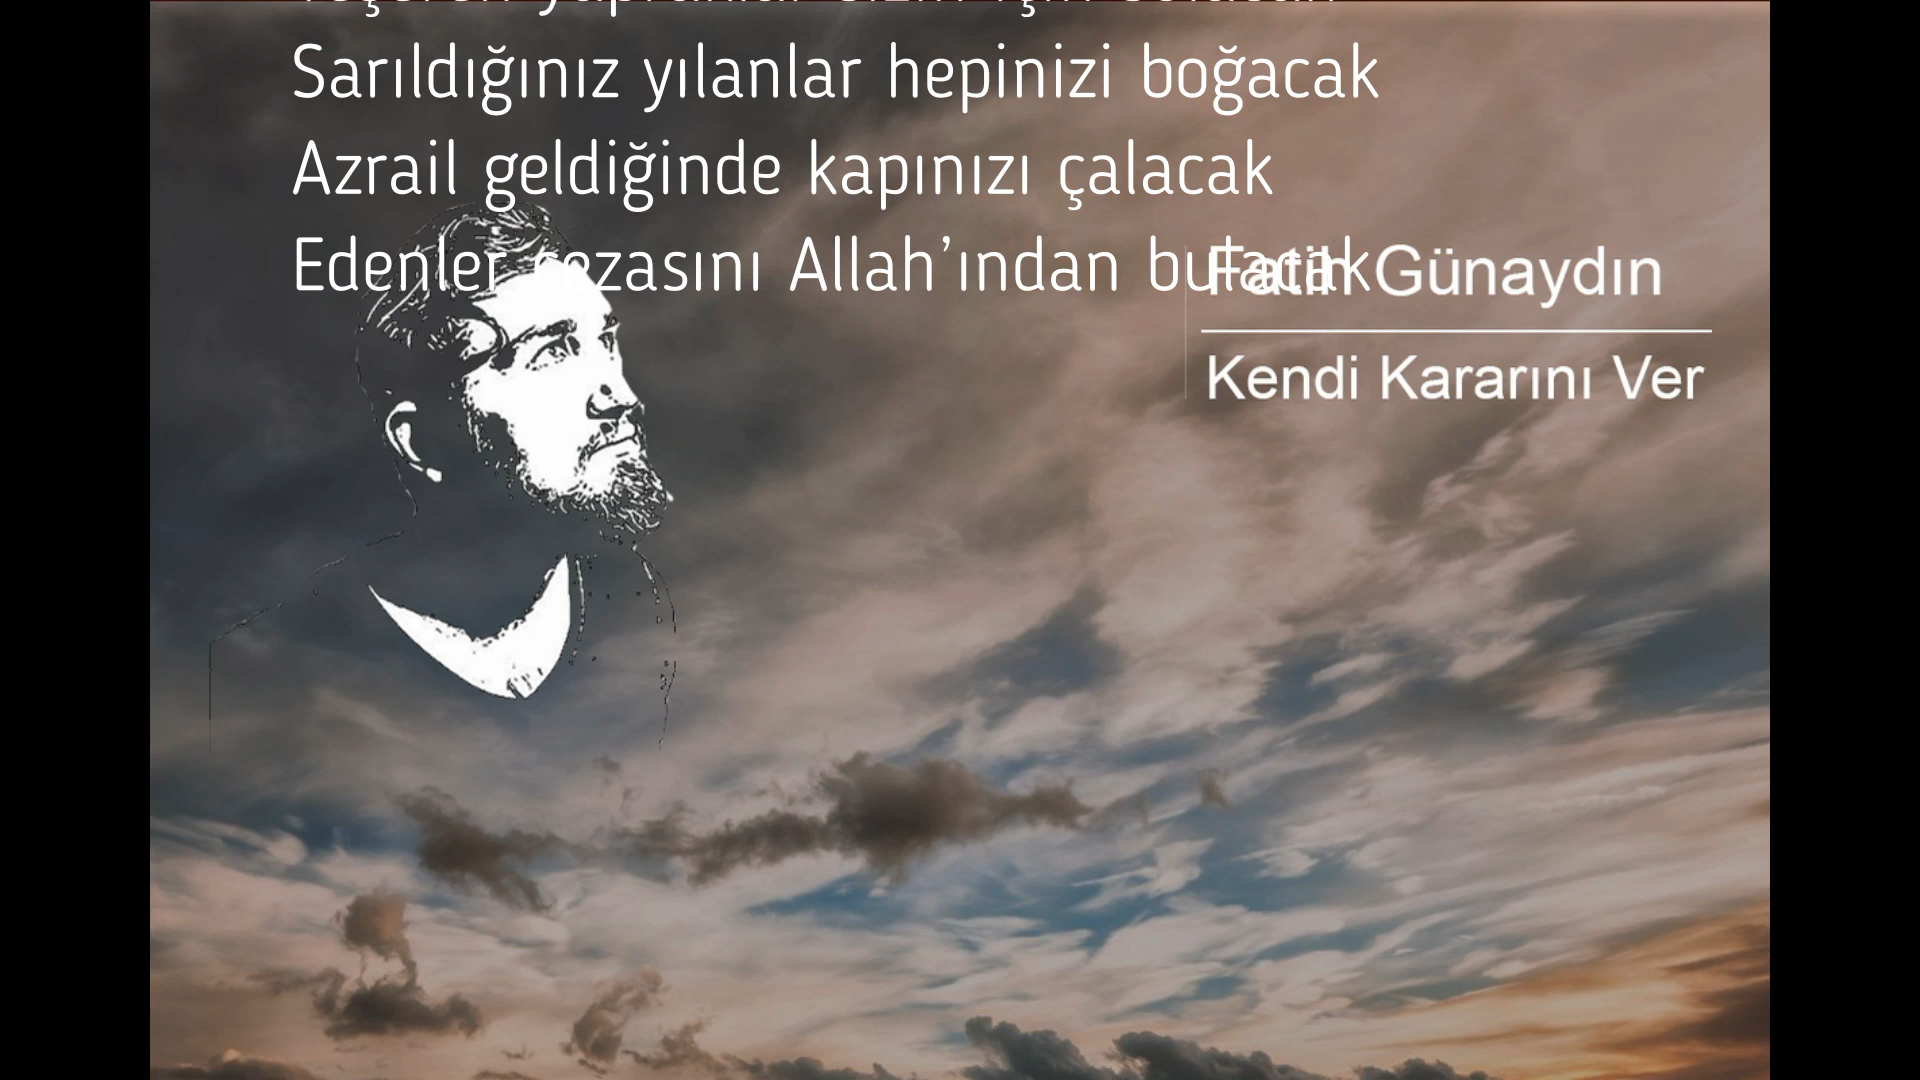 Sarıldığınız yılanlar hepinizi boğacak
Azrail geldiğinde kapınızı çalacak
Edenler cezasını Allah’ından bulacak
Fatih Günaydın
Kendi Kararını Ver